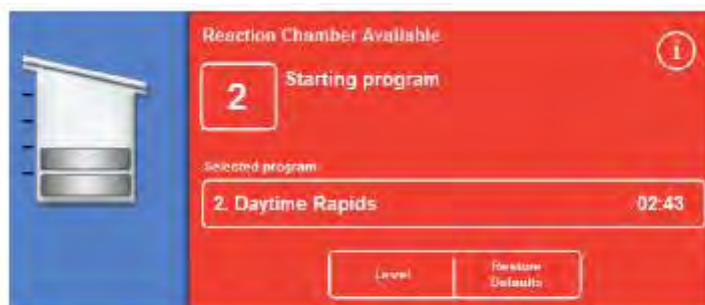 Reaction Chamber Available
i
2
Starting program
Selected program:
2. Daytime Rapids 02:43
Level
Restore
Defaults